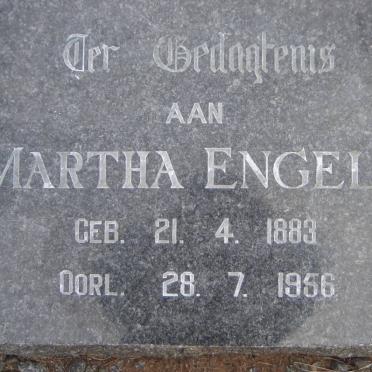 Ter Gedagtenis
AAN
MARTHA ENGEL
GEB. 21. 4. 1883
OORL. 28. 7. 1956